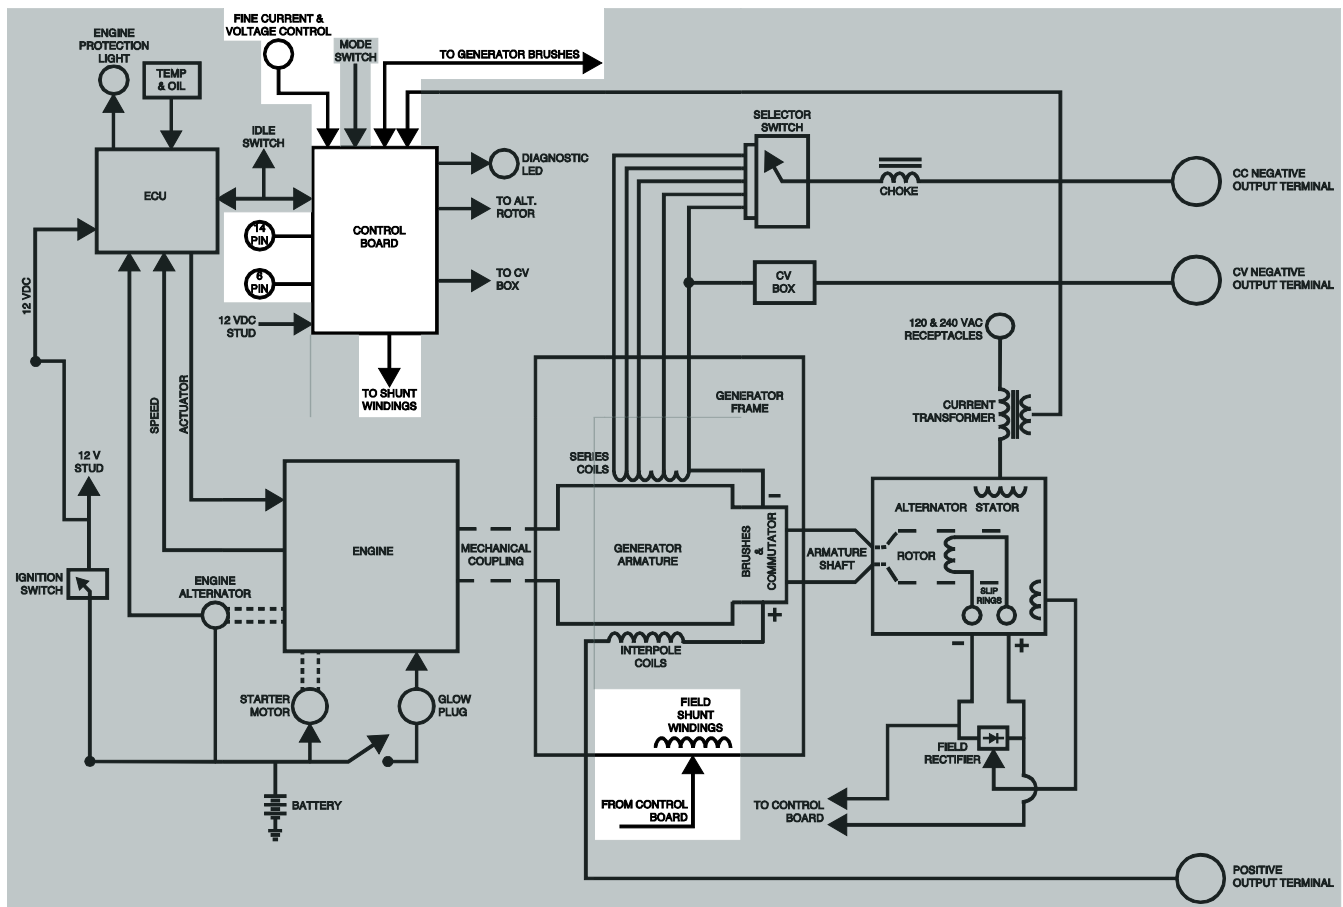 FINE CURRENT &
VOLTAGE CONTROL
ENGINE
PROTECTION
LIGHT
TEMP
& OIL
MODE
SWITCH
TO GENERATOR BRUSHES
IDLE
SWITCH
ECU
SELECTOR
SWITCH
DIAGNOSTIC
LED
TO ALT.
ROTOR
CONTROL
BOARD
14
PIN
6
PIN
TO CV
BOX
12 VDC
STUD
12 VDC
CHOKE
CC NEGATIVE
OUTPUT TERMINAL
CV
BOX
CV NEGATIVE
OUTPUT TERMINAL
120 & 240 VAC
RECEPTACLES
TO SHUNT
WINDINGS
SPEED
ACTUATOR
GENERATOR
FRAME
CURRENT
TRANSFORMER
12 V
STUD
SERIES
COILS
ENGINE
MECHANICAL
COUPLING
GENERATOR
ARMATURE
–
BRUSHES
&
COMMUTATOR
+
ARMATURE
SHAFT
ALTERNATOR STATOR
ROTOR
SLIP
RINGS
–
+
IGNITION
SWITCH
ENGINE
ALTERNATOR
INTERPOLE
COILS
STARTER
MOTOR
GLOW
PLUG
FIELD
SHUNT
WINDINGS
FIELD
RECTIFIER
BATTERY
FROM CONTROL
BOARD
TO CONTROL
BOARD
POSITIVE
OUTPUT TERMINAL